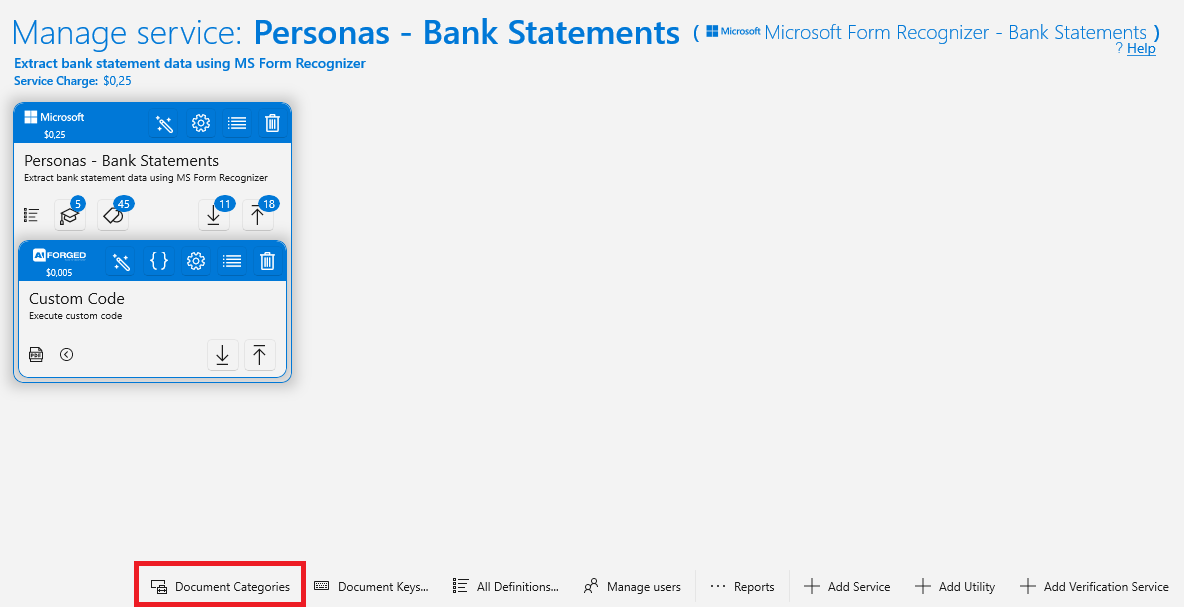 Manage service: Personas - Bank Statements ( Microsoft Microsoft Form Recognizer - Bank Statements )
? Help
Extract bank statement data using MS Form Recognizer
Service Charge: $0,25
Microsoft
$0,25
Personas - Bank Statements
Extract bank statement data using MS Form Recognizer
5 45 11 18
AI FORGED
$0,005
Custom Code
Execute custom code
PDF
Document Categories Document Keys... All Definitions... Manage users ... Reports Add Service Add Utility Add Verification Service